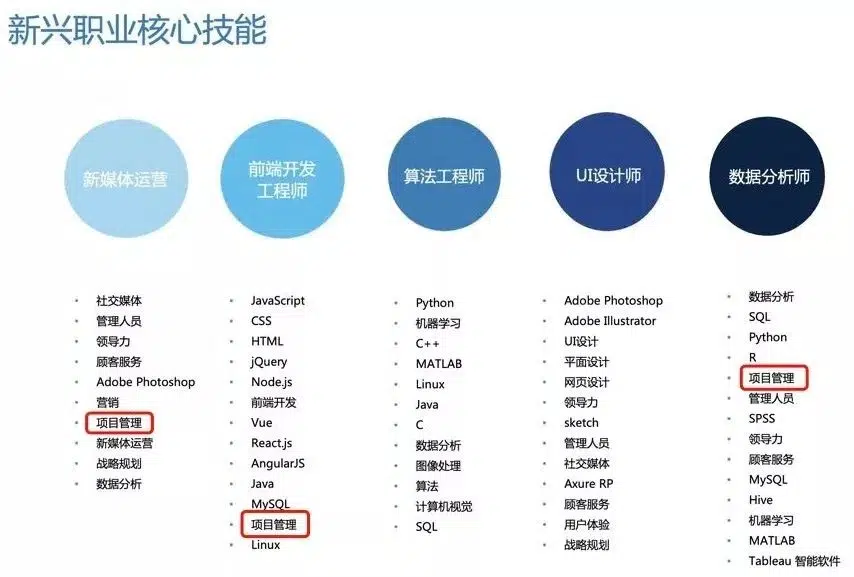 新兴职业核心技能
新媒体运营
前端开发
工程师
算法工程师
UI设计师
数据分析师
社交媒体
管理人员
领导力
顾客服务
Adobe Photoshop
营销
项目管理
新媒体运营
战略规划
数据分析
JavaScript
CSS
HTML
jQuery
Node.js
前端开发
Vue
React.js
AngularJS
Java
MySQL
项目管理
Linux
Python
机器学习
C++
MATLAB
Linux
Java
C
数据分析
图像处理
算法
计算机视觉
SQL
Adobe Photoshop
Adobe Illustrator
UI设计
平面设计
网页设计
领导力
sketch
管理人员
社交媒体
Axure RP
顾客服务
用户体验
战略规划
数据分析
SQL
Python
R
项目管理
管理人员
SPSS
领导力
顾客服务
MySQL
Hive
机器学习
MATLAB
Tableau 智能软件